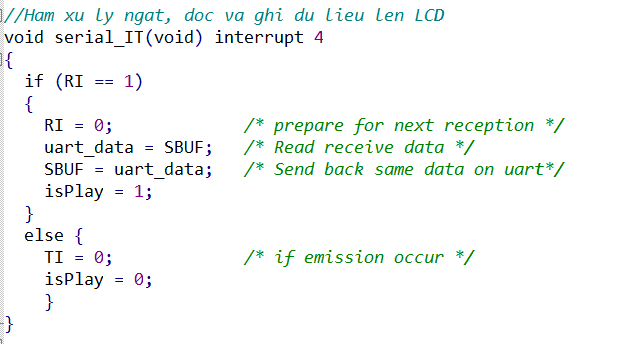 //Ham xu ly ngat, doc va ghi du lieu len LCD
void serial_IT(void) interrupt 4
{
if (RI == 1)
{
RI = 0; /* prepare for next reception */
uart_data = SBUF; /* Read receive data */
SBUF = uart_data; /* Send back same data on uart*/
isPlay = 1;
}
else {
TI = 0; /* if emission occur */
isPlay = 0;
}
}